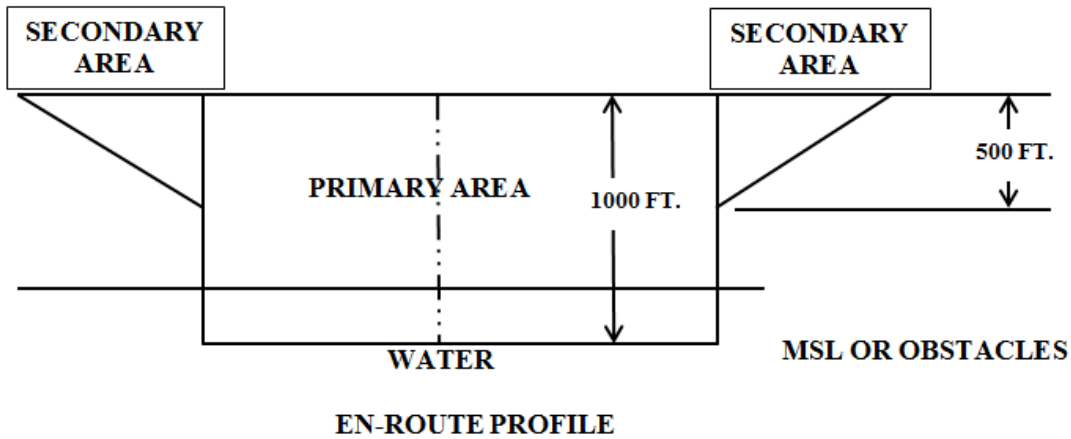 SECONDARY
AREA
SECONDARY
AREA
500 FT.
PRIMARY AREA
1000 FT.
WATER
MSL OR OBSTACLES
EN-ROUTE PROFILE